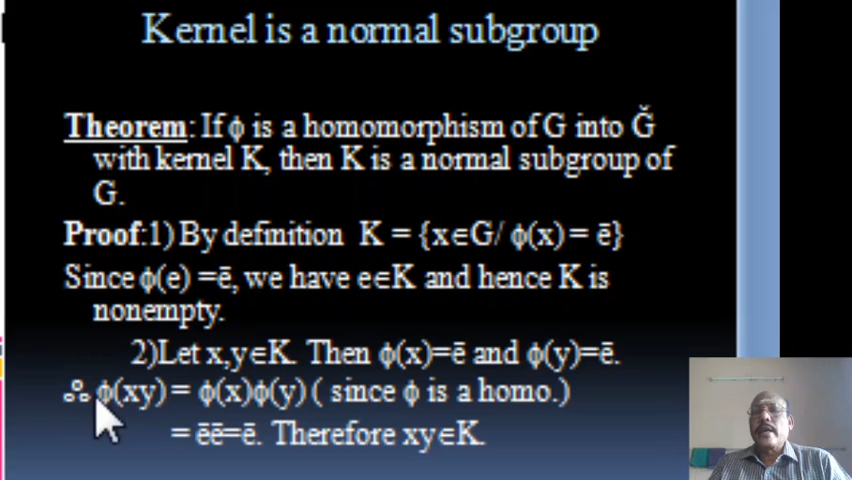 Kernel is a normal subgroup
Theorem: If ϕ is a homomorphism of G into Ğ
with kernel K, then K is a normal subgroup of
G.
Proof:1) By definition K = {x∈G/ ϕ(x) = ē}
Since ϕ(e) =ē, we have e∈K and hence K is
nonempty.
2)Let x,y∈K. Then ϕ(x)=ē and ϕ(y)=ē.
ஃ ϕ(xy) = ϕ(x)ϕ(y) ( since ϕ is a homo.)
= ēē=ē. Therefore xy∈K.